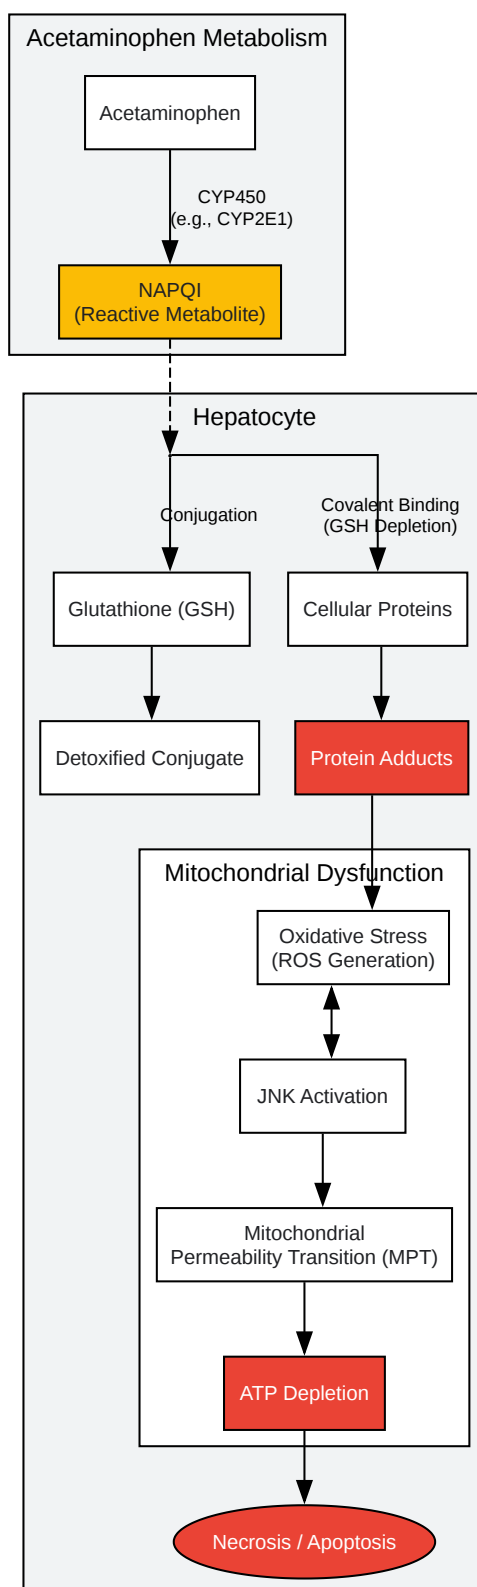 Acetaminophen Metabolism
Acetaminophen
CYP450
(e.g., CYP2E1)
NAPQI
(Reactive Metabolite)
Hepatocyte
Conjugation
Covalent Binding
(GSH Depletion)
Glutathione (GSH)
Cellular Proteins
Detoxified Conjugate
Protein Adducts
Mitochondrial Dysfunction
Oxidative Stress
(ROS Generation)
JNK Activation
Mitochondrial
Permeability Transition (MPT)
ATP Depletion
Necrosis / Apoptosis